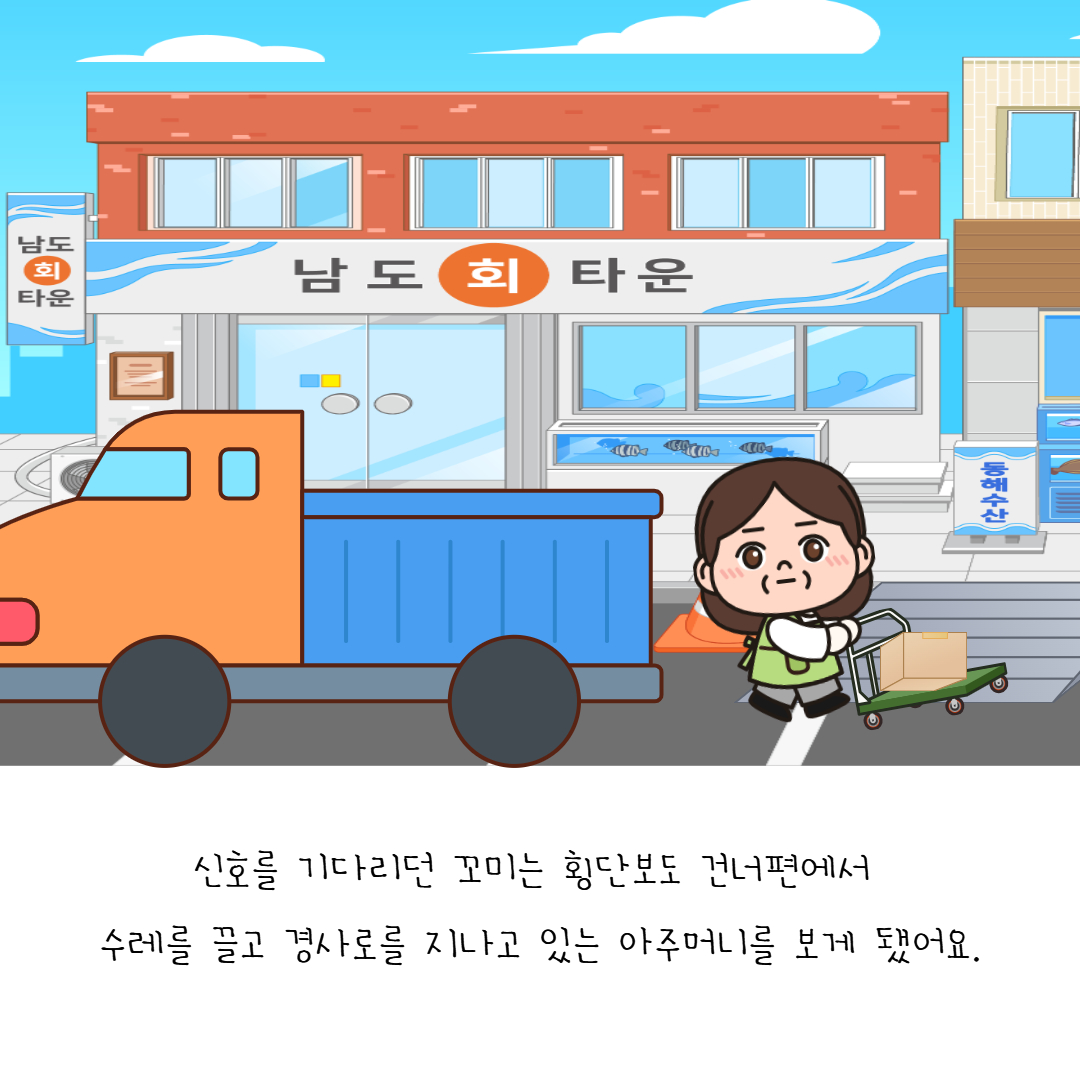 남도
회
타운
남도 회 타운
동해수산
신호를 기다리던 꼬미는 횡단보도 건너편에서
수레를 끌고 경사로를 지나고 있는 아주머니를 보게 됐어요.